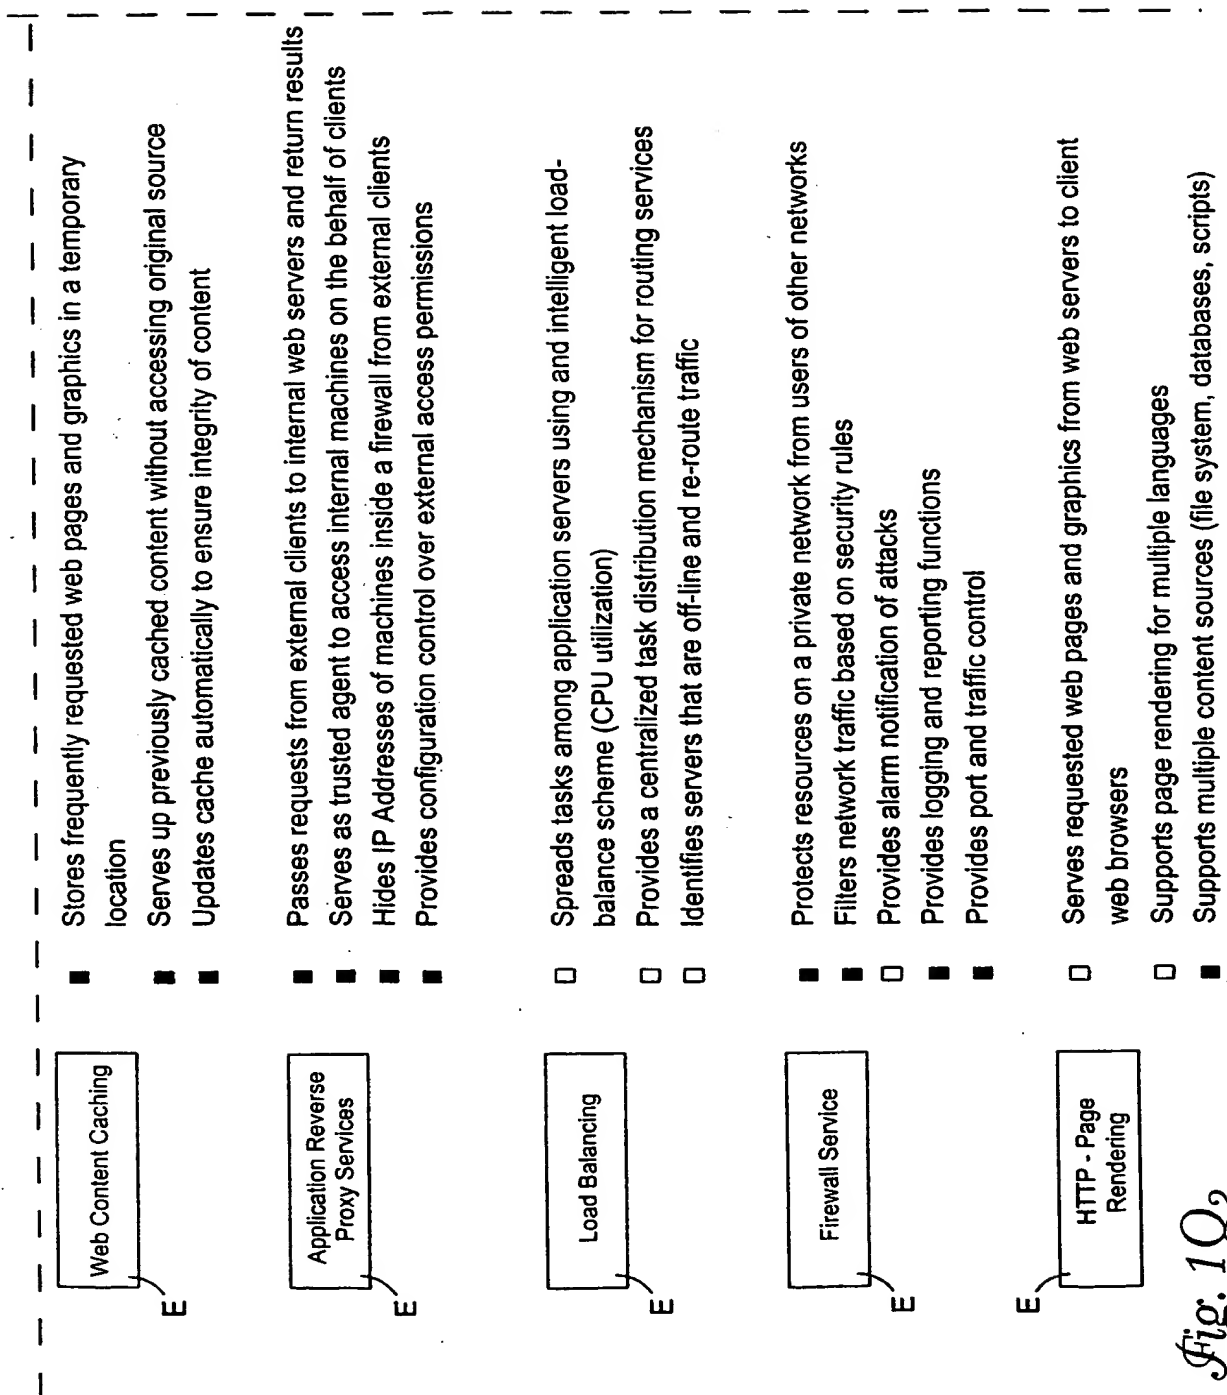 Web Content Caching
E
■ Stores frequently requested web pages and graphics in a temporary
location
■ Serves up previously cached content without accessing original source
■ Updates cache automatically to ensure integrity of content
Application Reverse
Proxy Services
E
■ Passes requests from external clients to internal web servers and return results
■ Serves as trusted agent to access internal machines on the behalf of clients
■ Hides IP Addresses of machines inside a firewall from external clients
■ Provides configuration control over external access permissions
Load Balancing
E
□ Spreads tasks among application servers using and intelligent load-
balance scheme (CPU utilization)
□ Provides a centralized task distribution mechanism for routing services
□ Identifies servers that are off-line and re-route traffic
Firewall Service
E
■ Protects resources on a private network from users of other networks
■ Filters network traffic based on security rules
□ Provides alarm notification of attacks
■ Provides logging and reporting functions
■ Provides port and traffic control
HTTP - Page
Rendering
E
□ Serves requested web pages and graphics from web servers to client
web browsers
□ Supports page rendering for multiple languages
■ Supports multiple content sources (file system, databases, scripts)
Fig. 1Q2